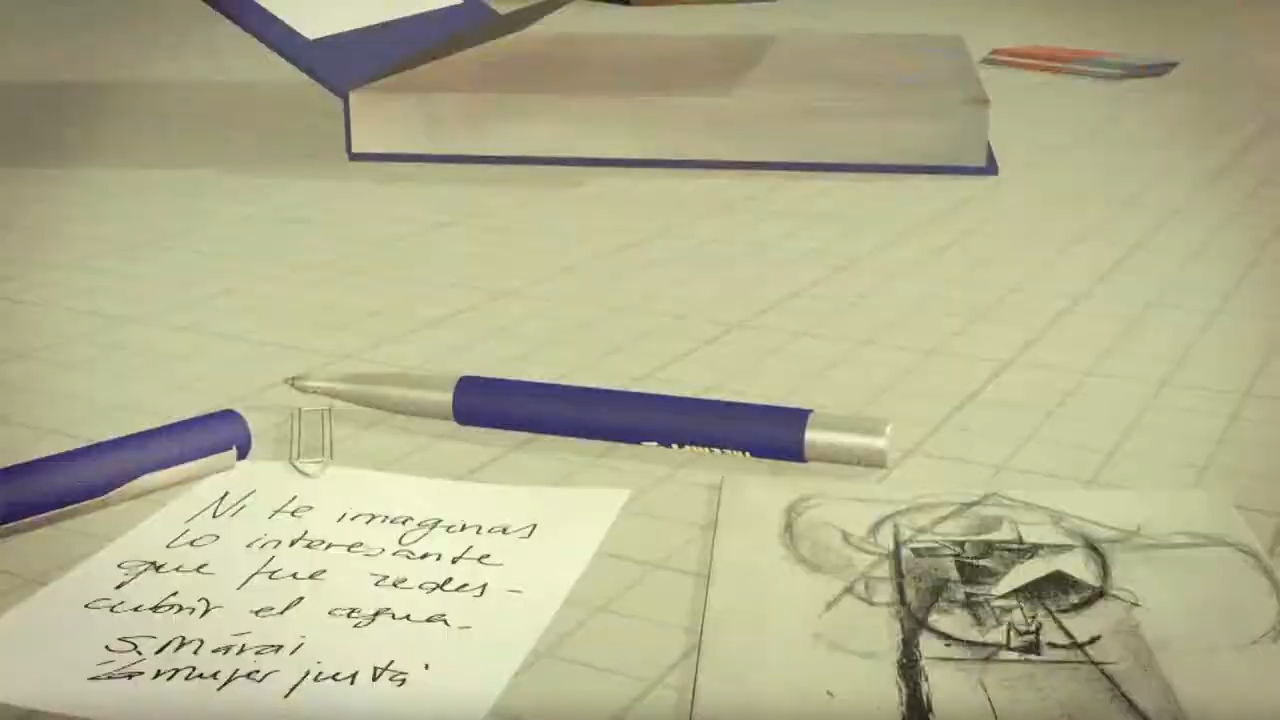 Ni te imaginas
lo interesante
que fue redes-
cubrir el agua.
S. Márai
"La mujer justa"